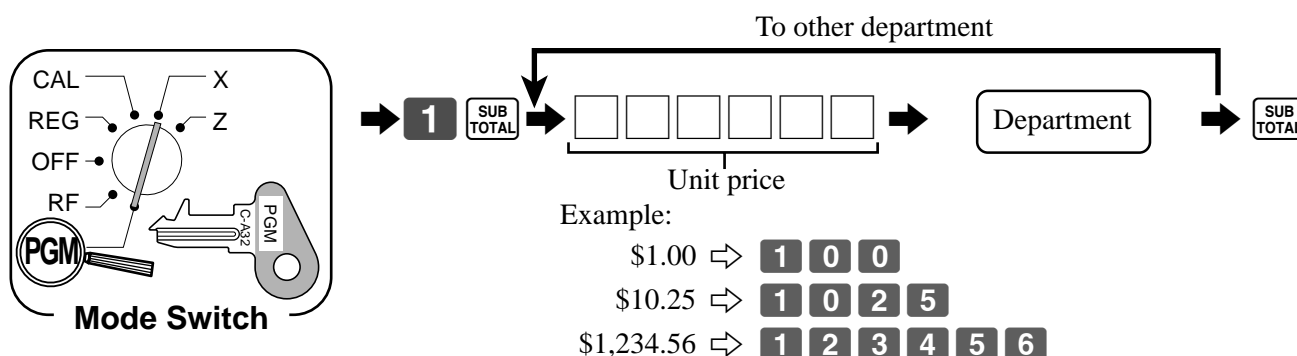 To other department
CAL
X
REG
Z
OFF
RF
PGM
C-A32
PGM
Mode Switch
1
SUB TOTAL
Unit price
Department
SUB TOTAL
Example:
$1.00 ⇨ 1 0 0
$10.25 ⇨ 1 0 2 5
$1,234.56 ⇨ 1 2 3 4 5 6